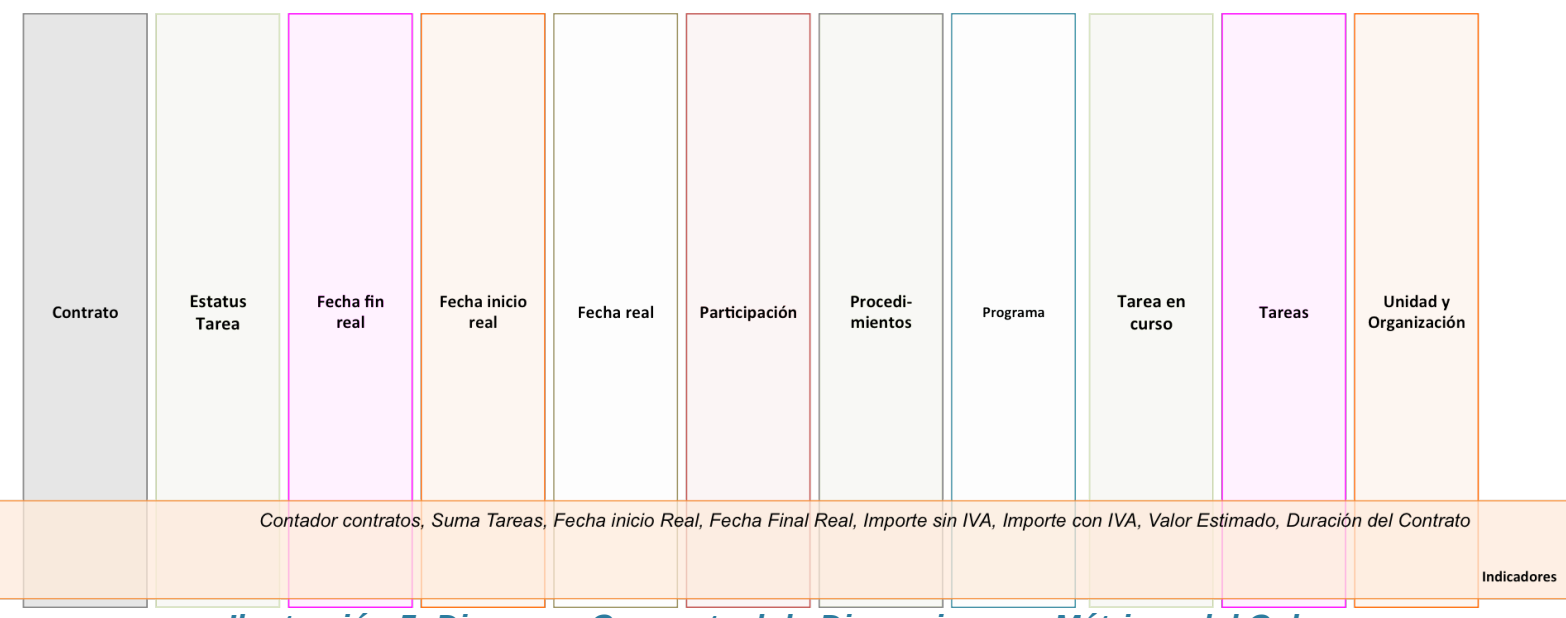 Contrato
Estatus
Tarea
Fecha fin
real
Fecha inicio
real
Fecha real
Participación
Procedi-
mientos
Programa
Tarea en
curso
Tareas
Unidad y
Organización
Contador contratos, Suma Tareas, Fecha inicio Real, Fecha Final Real, Importe sin IVA, Importe con IVA, Valor Estimado, Duración del Contrato
Indicadores